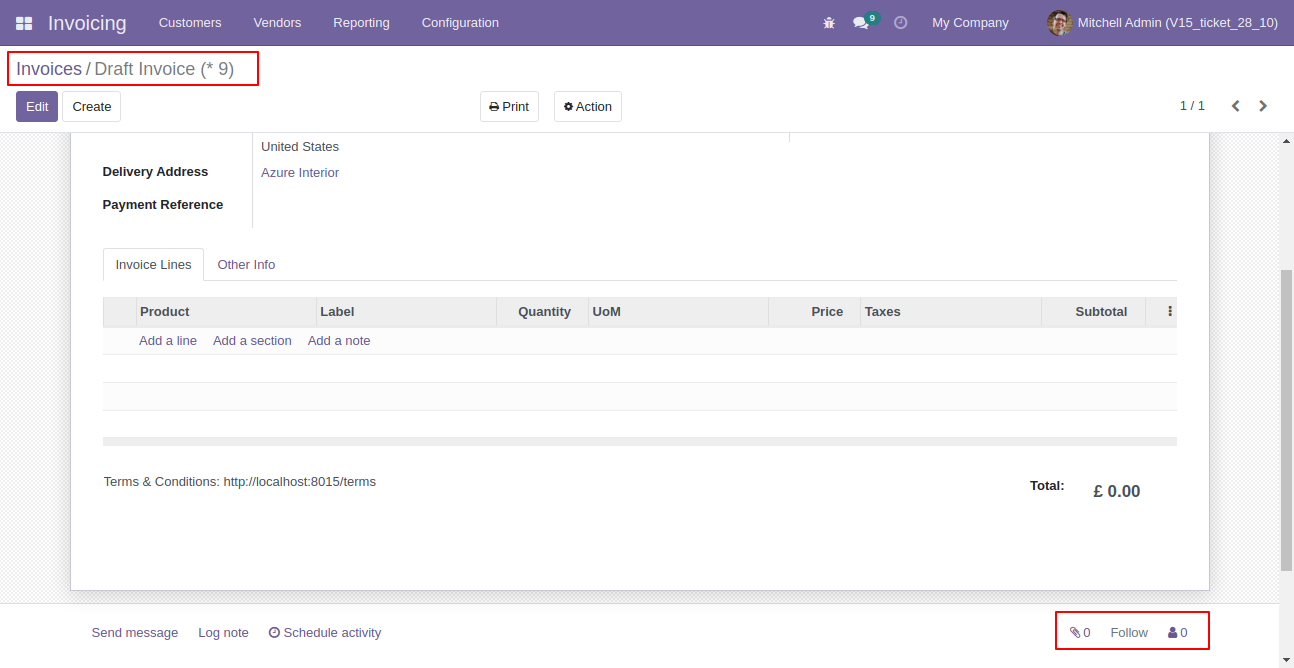 Invoicing Customers Vendors Reporting Configuration 9 My Company Mitchell Admin (V15_ticket_28_10)
Invoices / Draft Invoice (* 9)
Edit Create Print Action 1 / 1
United States
Delivery Address Azure Interior
Payment Reference
Invoice Lines Other Info
Product Label Quantity UoM Price Taxes Subtotal
Add a line Add a section Add a note
Terms & Conditions: http://localhost:8015/terms
Total: £ 0.00
Send message Log note Schedule activity 0 Follow 0